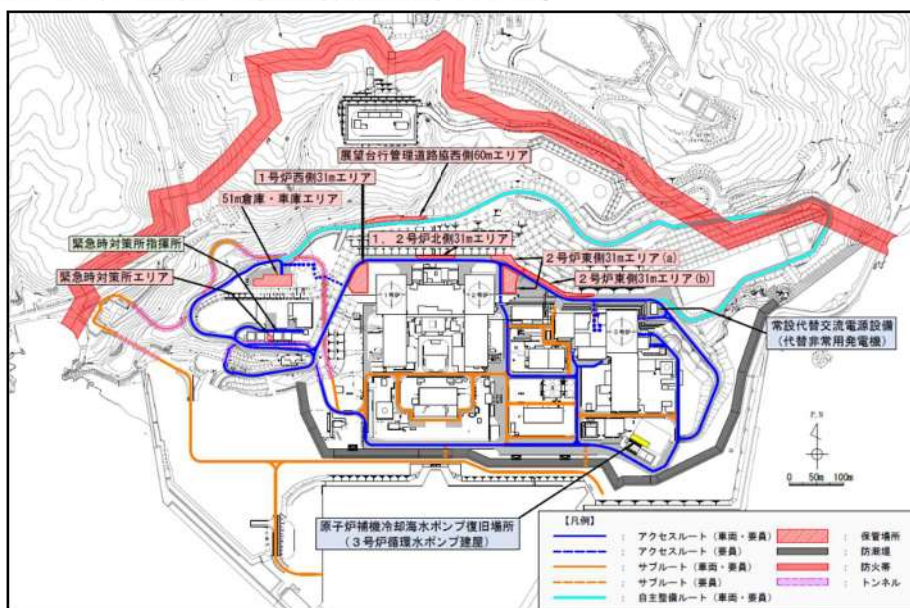 展望台行管理道路脇西側60mエリア
1号炉西側31mエリア
51m倉庫・車庫エリア
緊急時対策所指揮所
緊急時対策所エリア
1，2号炉北側31mエリア
2号炉東側31mエリア(a)
2号炉東側31mエリア(b)
常設代替交流電源設備
（代替非常用発電機）
P.N
0 50m 100m
原子炉補機冷却海水ポンプ復旧場所
（3号炉循環水ポンプ建屋）
【凡例】
： アクセスルート（車両・要員）
： アクセスルート（要員）
： サブルート（車両・要員）
： サブルート（要員）
： 自主整備ルート（車両・要員）
： 保管場所
： 防潮堤
： 防火帯
： トンネル